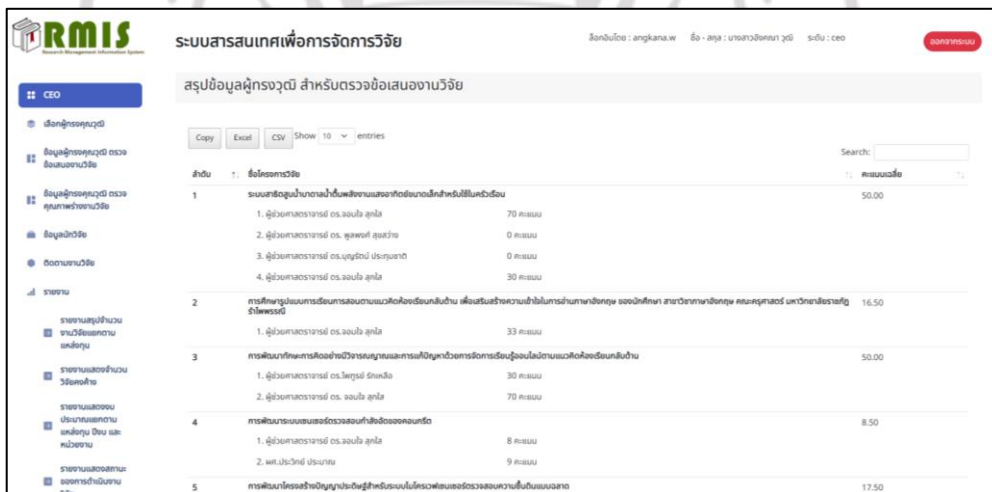 RMIS
Research Management Information System
ระบบสารสนเทศเพื่อการจัดการวิจัย
ล็อกอินโดย : angkana.w ชื่อ - สกุล : นางสาวอังคณา วุฒิ ระดับ : ceo
ออกจากระบบ
CEO
เลือกผู้ทรงคุณวุฒิ
ข้อมูลผู้ทรงคุณวุฒิ ตรวจ
ข้อเสนองานวิจัย
ข้อมูลผู้ทรงคุณวุฒิ ตรวจ
คุณภาพร่างงานวิจัย
ข้อมูลนักวิจัย
ติดตามงานวิจัย
รายงาน
รายงานสรุปจำนวน
งานวิจัยแยกตาม
แหล่งทุน
รายงานแสดงจำนวน
วิจัยคงค้าง
รายงานแสดงงบ
ประมาณแยกตาม
แหล่งทุน ปีงบ และ
หน่วยงาน
รายงานแสดงสถานะ
ของการดำเนินงาน
สรุปข้อมูลผู้ทรงวุฒิ สำหรับตรวจข้อเสนองานวิจัย
Copy Excel CSV Show 10 entries
Search:
ลำดับ ชื่อโครงการวิจัย คะแนนเฉลี่ย
1 ระบบสาธิตสูบน้ำบาดาลน้ำตื้นพลังงานแสงอาทิตย์ขนาดเล็กสำหรับใช้ในครัวเรือน 50.00
1. ผู้ช่วยศาสตราจารย์ ดร.จอมใจ สุกใส 70 คะแนน
2. ผู้ช่วยศาสตราจารย์ ดร. พูลพงศ์ สุขสว่าง 0 คะแนน
3. ผู้ช่วยศาสตราจารย์ ดร.บุญรัตน์ ประทุมชาติ 0 คะแนน
4. ผู้ช่วยศาสตราจารย์ ดร.จอมใจ สุกใส 30 คะแนน
2 การศึกษารูปแบบการเรียนการสอนตามแนวคิดห้องเรียนกลับด้าน เพื่อเสริมสร้างความเข้าใจในการอ่านภาษาอังกฤษ ของนักศึกษา สาขาวิชาภาษาอังกฤษ คณะครุศาสตร์ มหาวิทยาลัยราชภัฏ 16.50
รำไพพรรณี
1. ผู้ช่วยศาสตราจารย์ ดร.จอมใจ สุกใส 33 คะแนน
3 การพัฒนาทักษะการคิดอย่างมีวิจารณญาณและการแก้ปัญหาด้วยการจัดการเรียนรู้ออนไลน์ตามแนวคิดห้องเรียนกลับด้าน 50.00
1. ผู้ช่วยศาสตราจารย์ ดร.ไพฑูรย์ รักเหลือ 30 คะแนน
2. ผู้ช่วยศาสตราจารย์ ดร. จอมใจ สุกใส 70 คะแนน
4 การพัฒนาระบบเซนเซอร์ตรวจสอบกำลังอัดของคอนกรีต 8.50
1. ผู้ช่วยศาสตราจารย์ ดร.จอมใจ สุกใส 8 คะแนน
2. ผศ.ประวิทย์ ประมาณ 9 คะแนน
5 การพัฒนาโครงสร้างปัญญาประดิษฐ์สำหรับระบบไมโครเวฟเซนเซอร์ตรวจสอบความชื้นดินแบบฉลาด 17.50